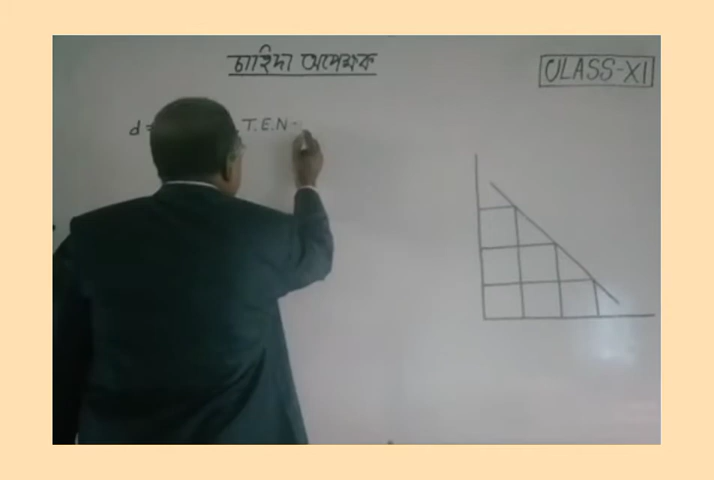 চাহিদা অপেক্ষক
CLASS-XI
d = , T.E.N